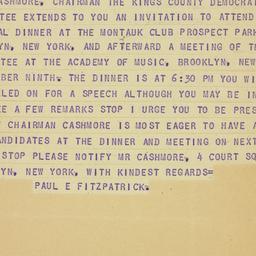 CASHMORE, CHAIRMAN THE KINGS COUNTY DEMOCRAT
TEE EXTENDS TO YOU AN INVITATION TO ATTEND
AL DINNER AT THE MONTAUK CLUB PROSPECT PARK
YN, NEW YORK, AND AFTERWARD A MEETING OF T
TEE AT THE ACADEMY OF MUSIC, BROOKLYN, NEW
BER NINTH. THE DINNER IS AT 6:30 PM YOU WI
LED ON FOR A SPEECH ALTHOUGH YOU MAY BE IN
E A FEW REMARKS STOP I URGE YOU TO BE PRES
CHAIRMAN CASHMORE IS MOST EAGER TO HAVE A
ANDIDATES AT THE DINNER AND MEETING ON NEXT
STOP PLEASE NOTIFY MR CASHMORE, 4 COURT SQ
YN, NEW YORK, WITH KINDEST REGARDS=
PAUL E FITZPATRICK.